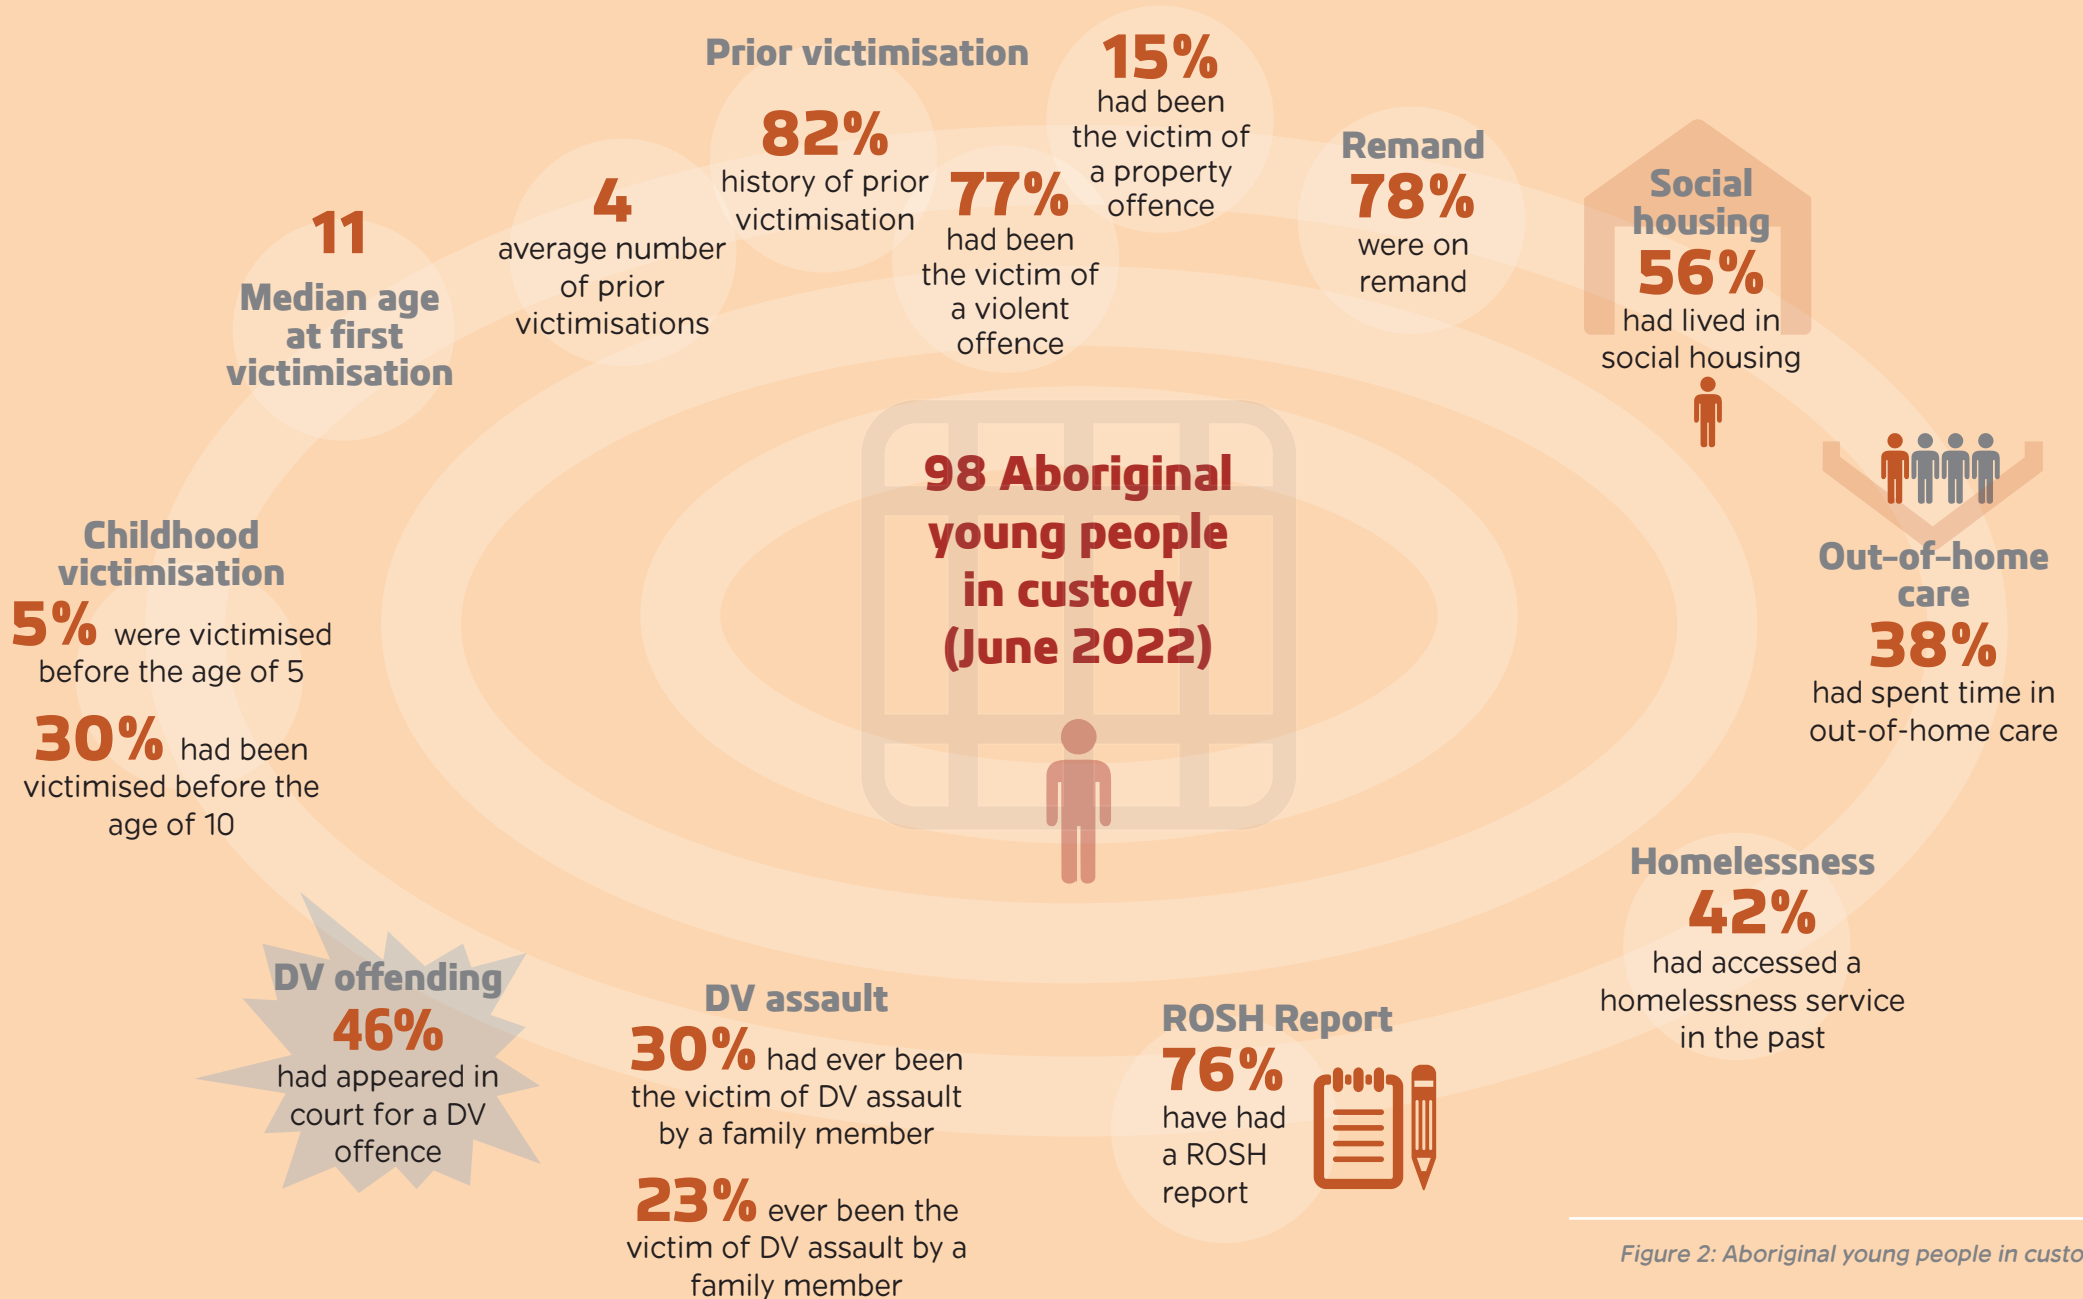 Prior victimisation
82%
history of prior
victimisation
77%
had been
the victim of
a violent
offence
15%
had been
the victim of
a property
offence
Remand
78%
were on
remand
Social
housing
56%
had lived in
social housing
Out-of-home
care
38%
had spent time in
out-of-home care
Homelessness
42%
had accessed a
homelessness service
in the past
ROSH Report
76%
have had
a ROSH
report
DV assault
30% had ever been
the victim of DV assault
by a family member
23% ever been the
victim of DV assault by a
family member
DV offending
46%
had appeared in
court for a DV
offence
Childhood
victimisation
5% were victimised
before the age of 5
30% had been
victimised before the
age of 10
11
Median age
at first
victimisation
4
average number
of prior
victimisations
98 Aboriginal
young people
in custody
(June 2022)
Figure 2: Aboriginal young people in custo